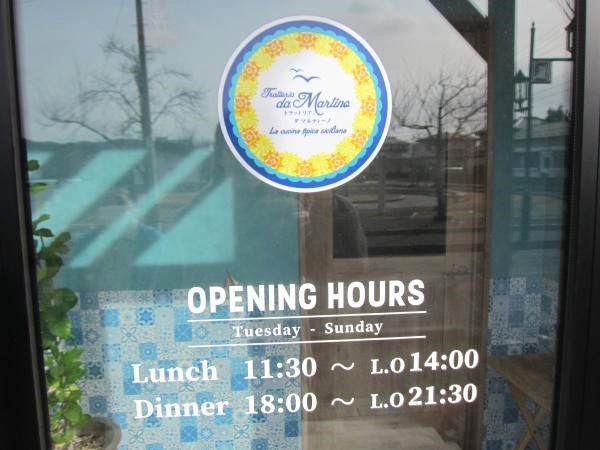 Trattoria
da Martino
トラットリア
ダ マルティーノ
La cucina tipica siciliana
OPENING HOURS
Tuesday - Sunday
Lunch 11:30 ～ L.O 14:00
Dinner 18:00 ～ L.O 21:30